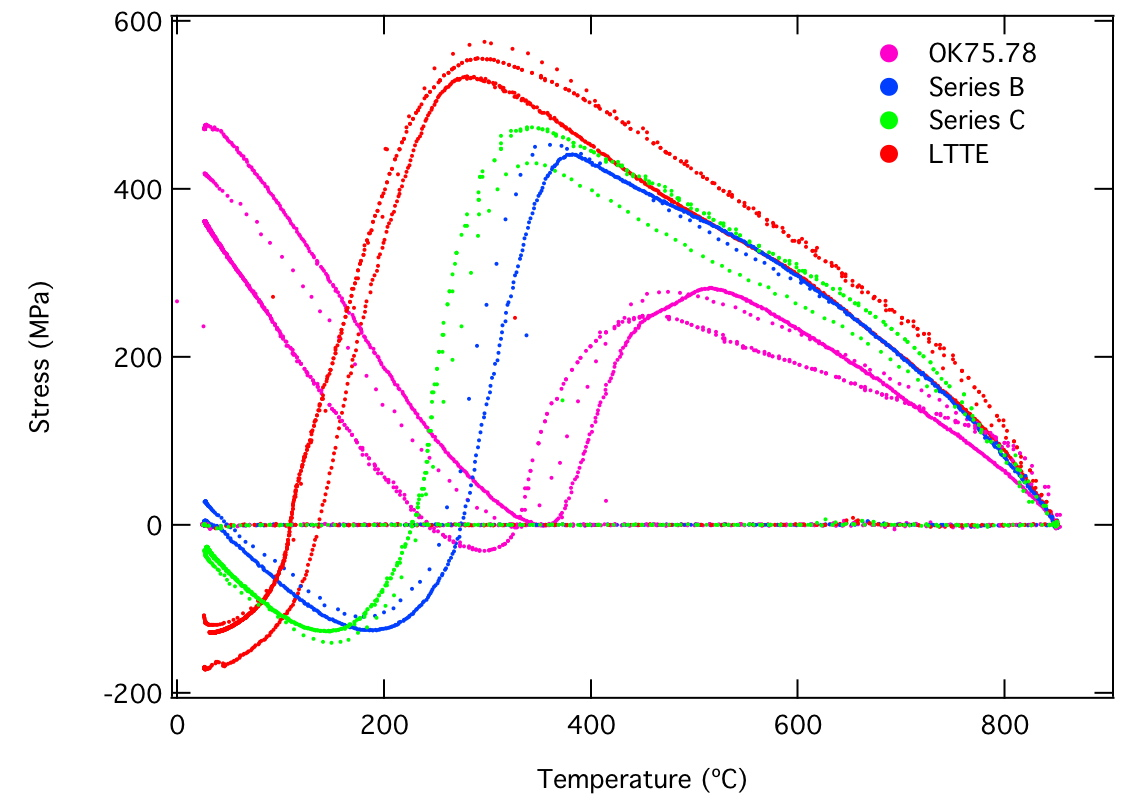 600
400
200
0
-200
0 200 400 600 800
Stress (MPa)
Temperature (ºC)
OK75.78
Series B
Series C
LTTE